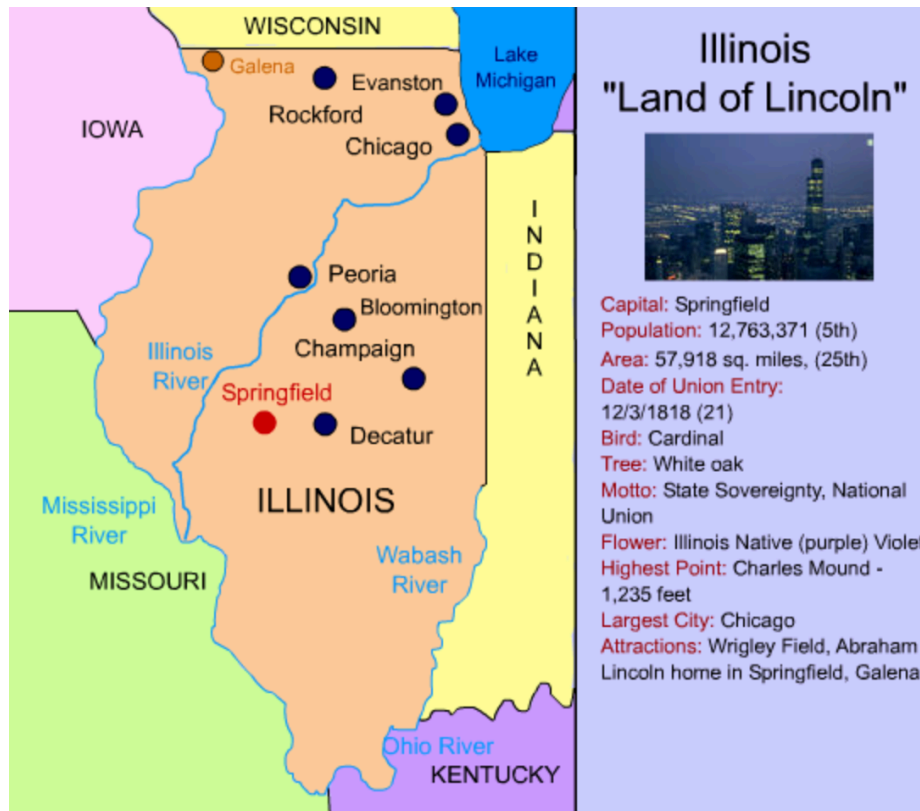 WISCONSIN
Lake
Michigan
Galena
Evanston
Rockford
IOWA
Chicago
INDIANA
Peoria
Bloomington
Illinois
River
Champaign
Springfield
Decatur
ILLINOIS
Mississippi
River
Wabash
River
MISSOURI
Ohio River
KENTUCKY
Illinois
"Land of Lincoln"
Capital: Springfield
Population: 12,763,371 (5th)
Area: 57,918 sq. miles, (25th)
Date of Union Entry:
12/3/1818 (21)
Bird: Cardinal
Tree: White oak
Motto: State Sovereignty, National
Union
Flower: Illinois Native (purple) Violet
Highest Point: Charles Mound -
1,235 feet
Largest City: Chicago
Attractions: Wrigley Field, Abraham
Lincoln home in Springfield, Galena